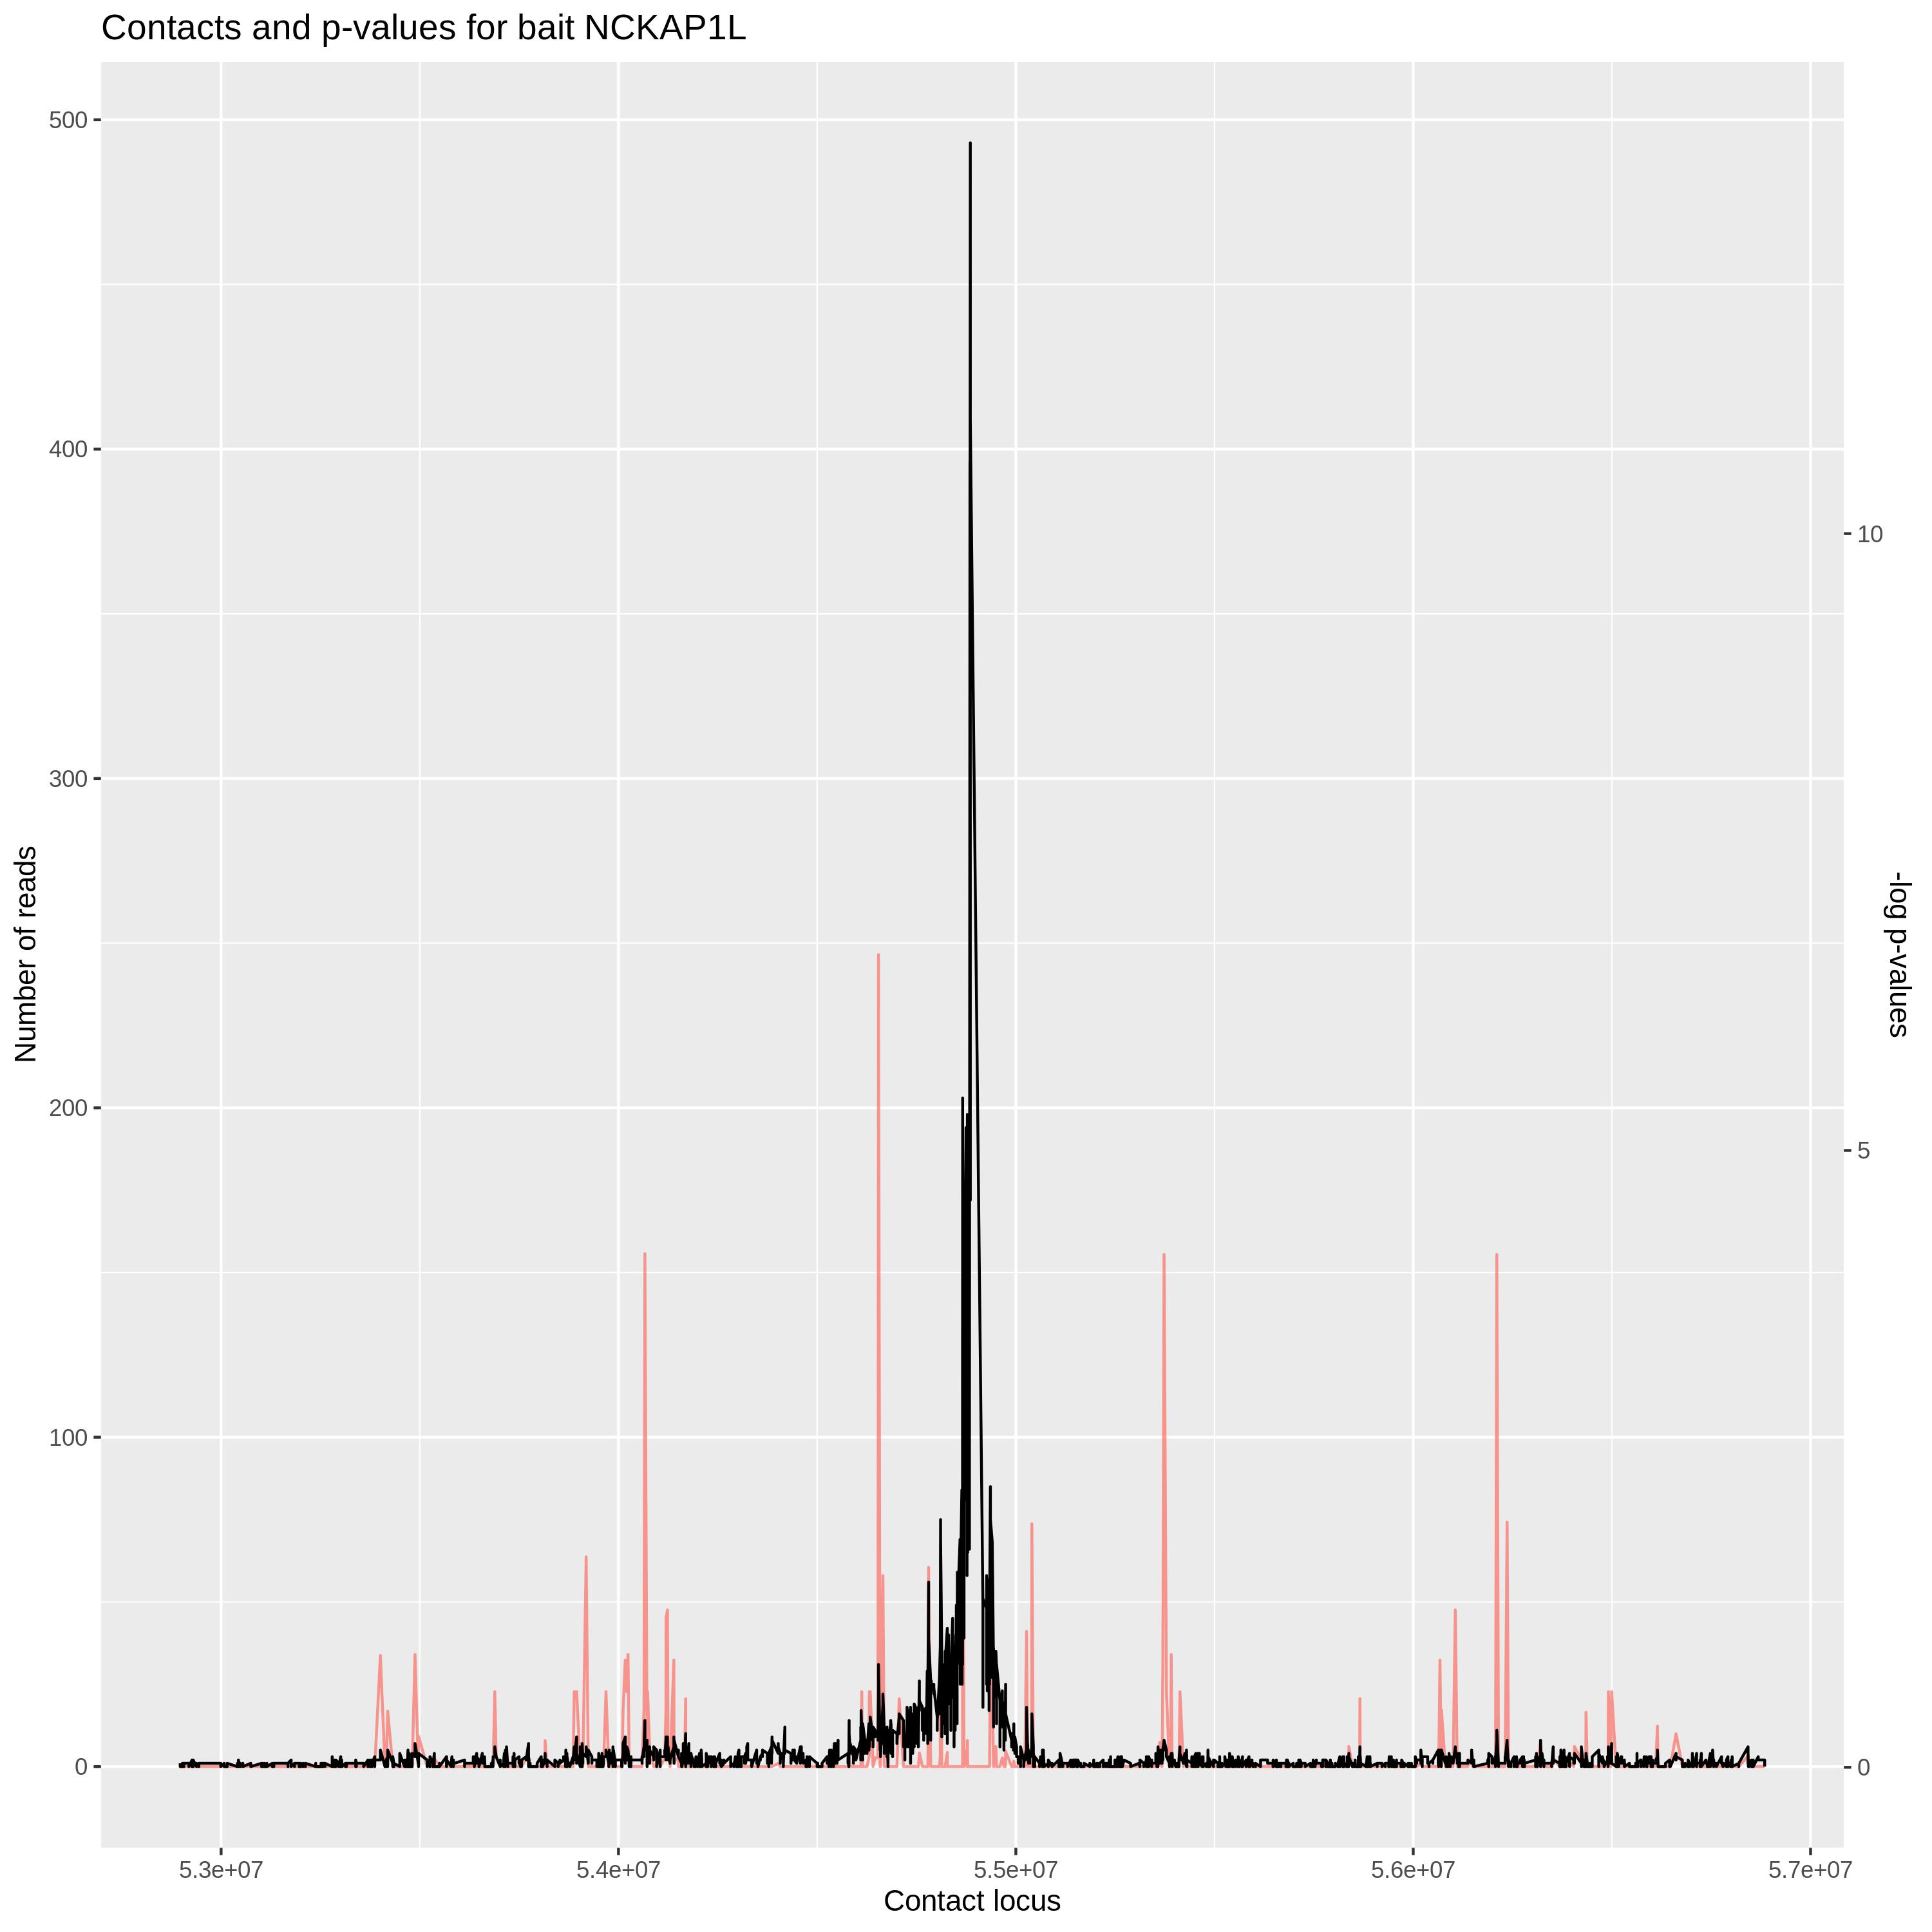 Contacts and p-values for bait NCKAP1L
500
400
300
200
100
0
Number of reads
10
5
0
-log p-values
5.3e+07
5.4e+07
5.5e+07
5.6e+07
5.7e+07
Contact locus